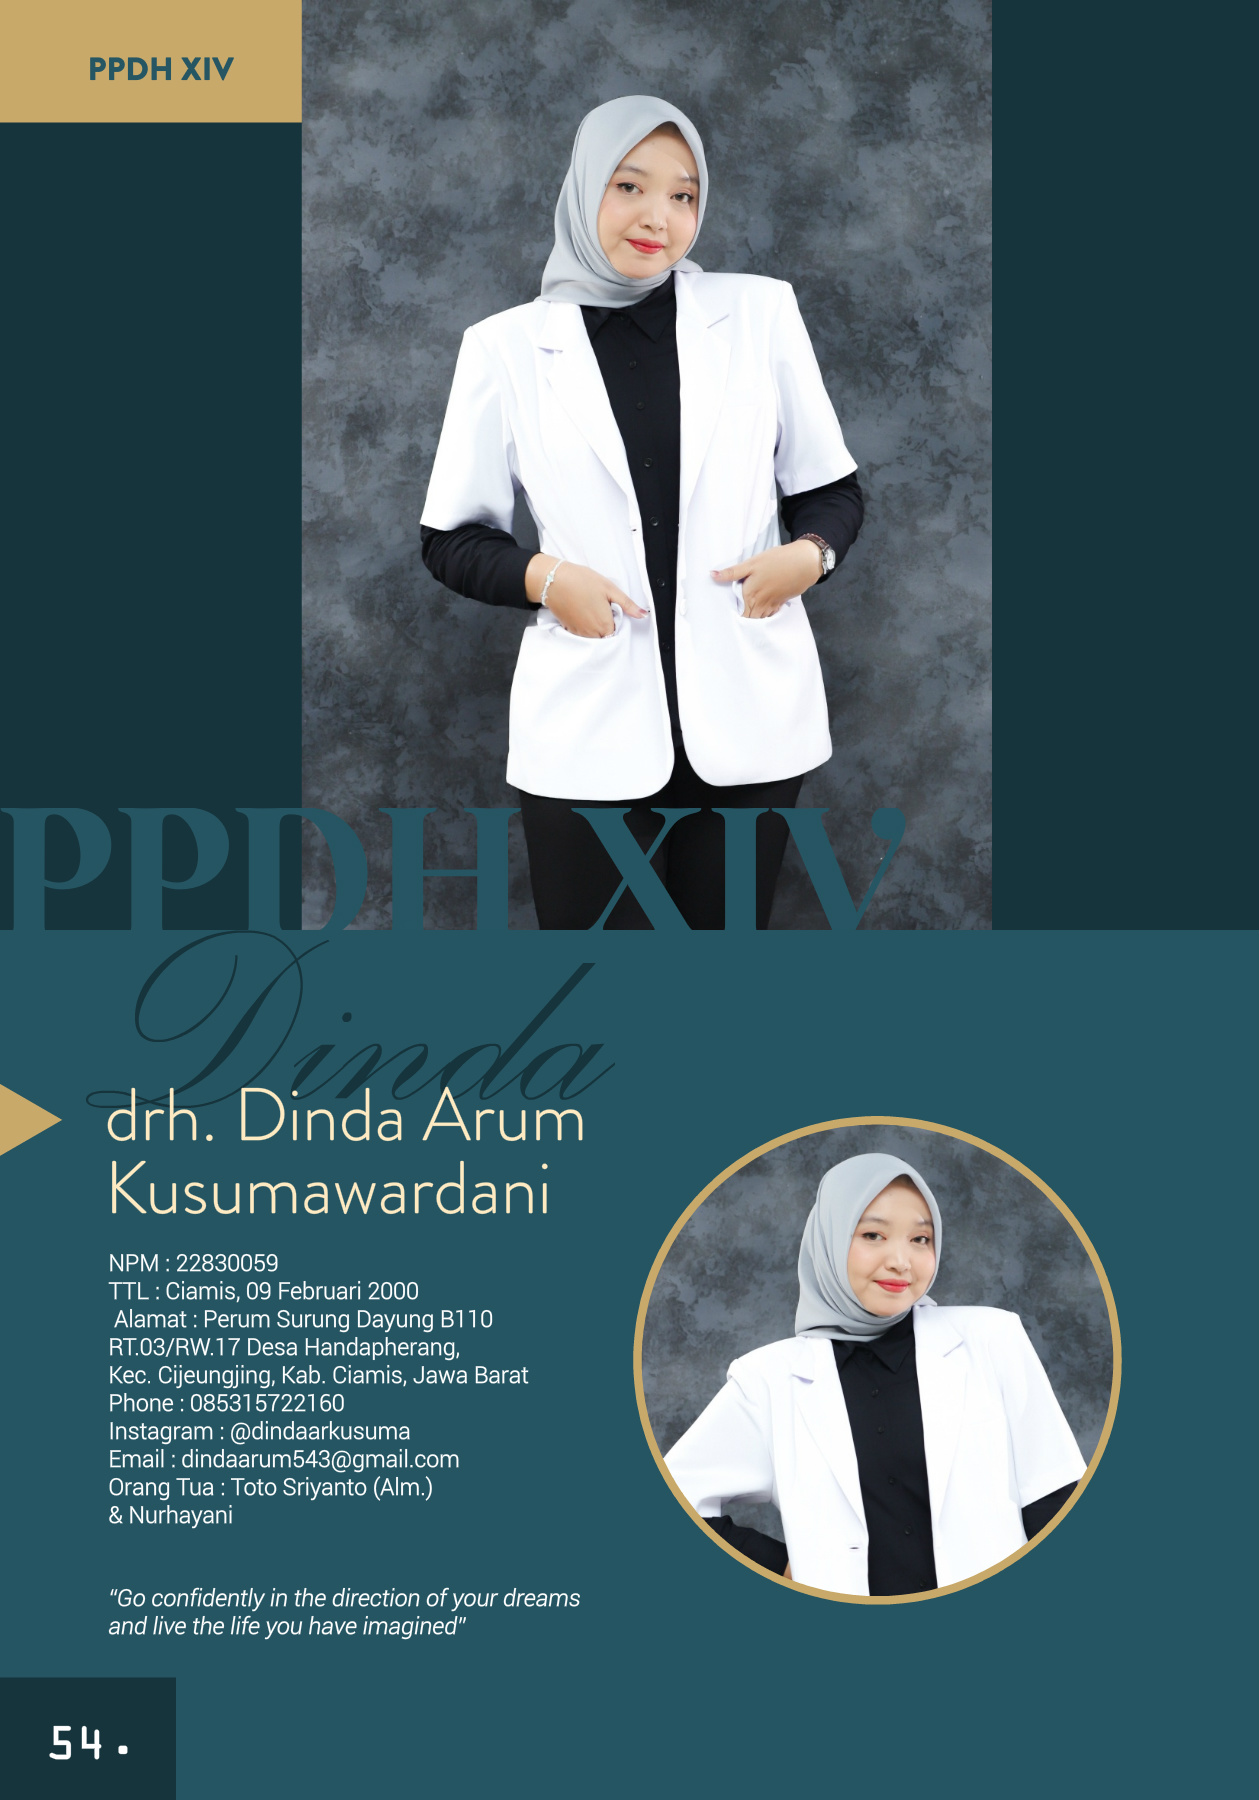 PPDH XIV
PPDH XIV
Dinda
drh. Dinda Arum
Kusumawardani
NPM : 22830059
TTL : Ciamis, 09 Februari 2000
Alamat : Perum Surung Dayung B110
RT.03/RW.17 Desa Handapherang,
Kec. Cijeungjing, Kab. Ciamis, Jawa Barat
Phone : 085315722160
Instagram : @dindaarkusuma
Email : dindaarum543@gmail.com
Orang Tua : Toto Sriyanto (Alm.)
& Nurhayani
“Go confidently in the direction of your dreams
and live the life you have imagined”
54.